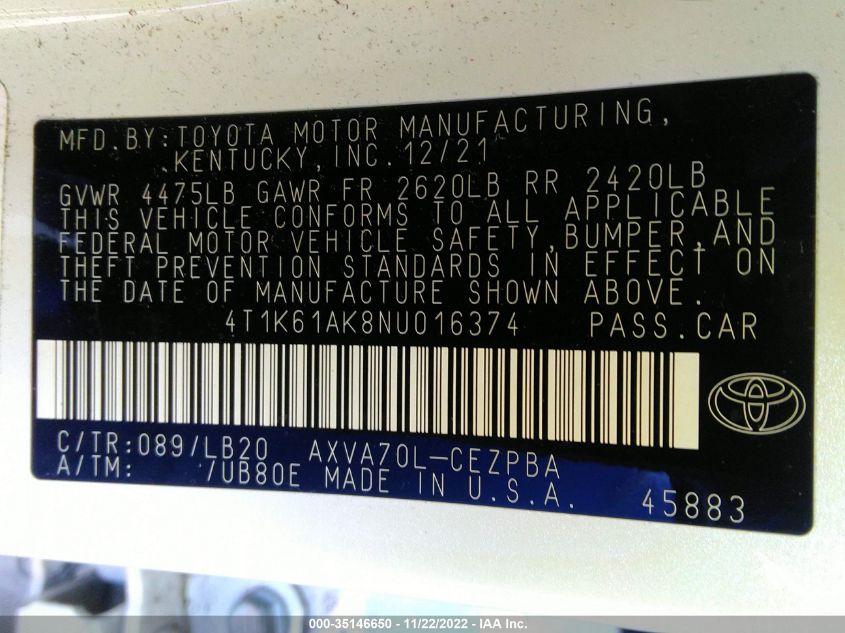 MFD.BY:TOYOTA MOTOR MANUFACTURING,
KENTUCKY,INC.12/21
GVWR 4475LB GAWR FR 2620LB RR 2420LB
THIS VEHICLE CONFORMS TO ALL APPLICABLE
FEDERAL MOTOR VEHICLE SAFETY,BUMPER,AND
THEFT PREVENTION STANDARDS IN EFFECT ON
THE DATE OF MANUFACTURE SHOWN ABOVE.
4T1K61AK8NU016374 PASS.CAR
C/TR:089/LB20 AXVA70L-CEZPBA
A/TM: /UB80E MADE IN U.S.A. 45883
000-35146650 - 11/22/2022 - IAA Inc.